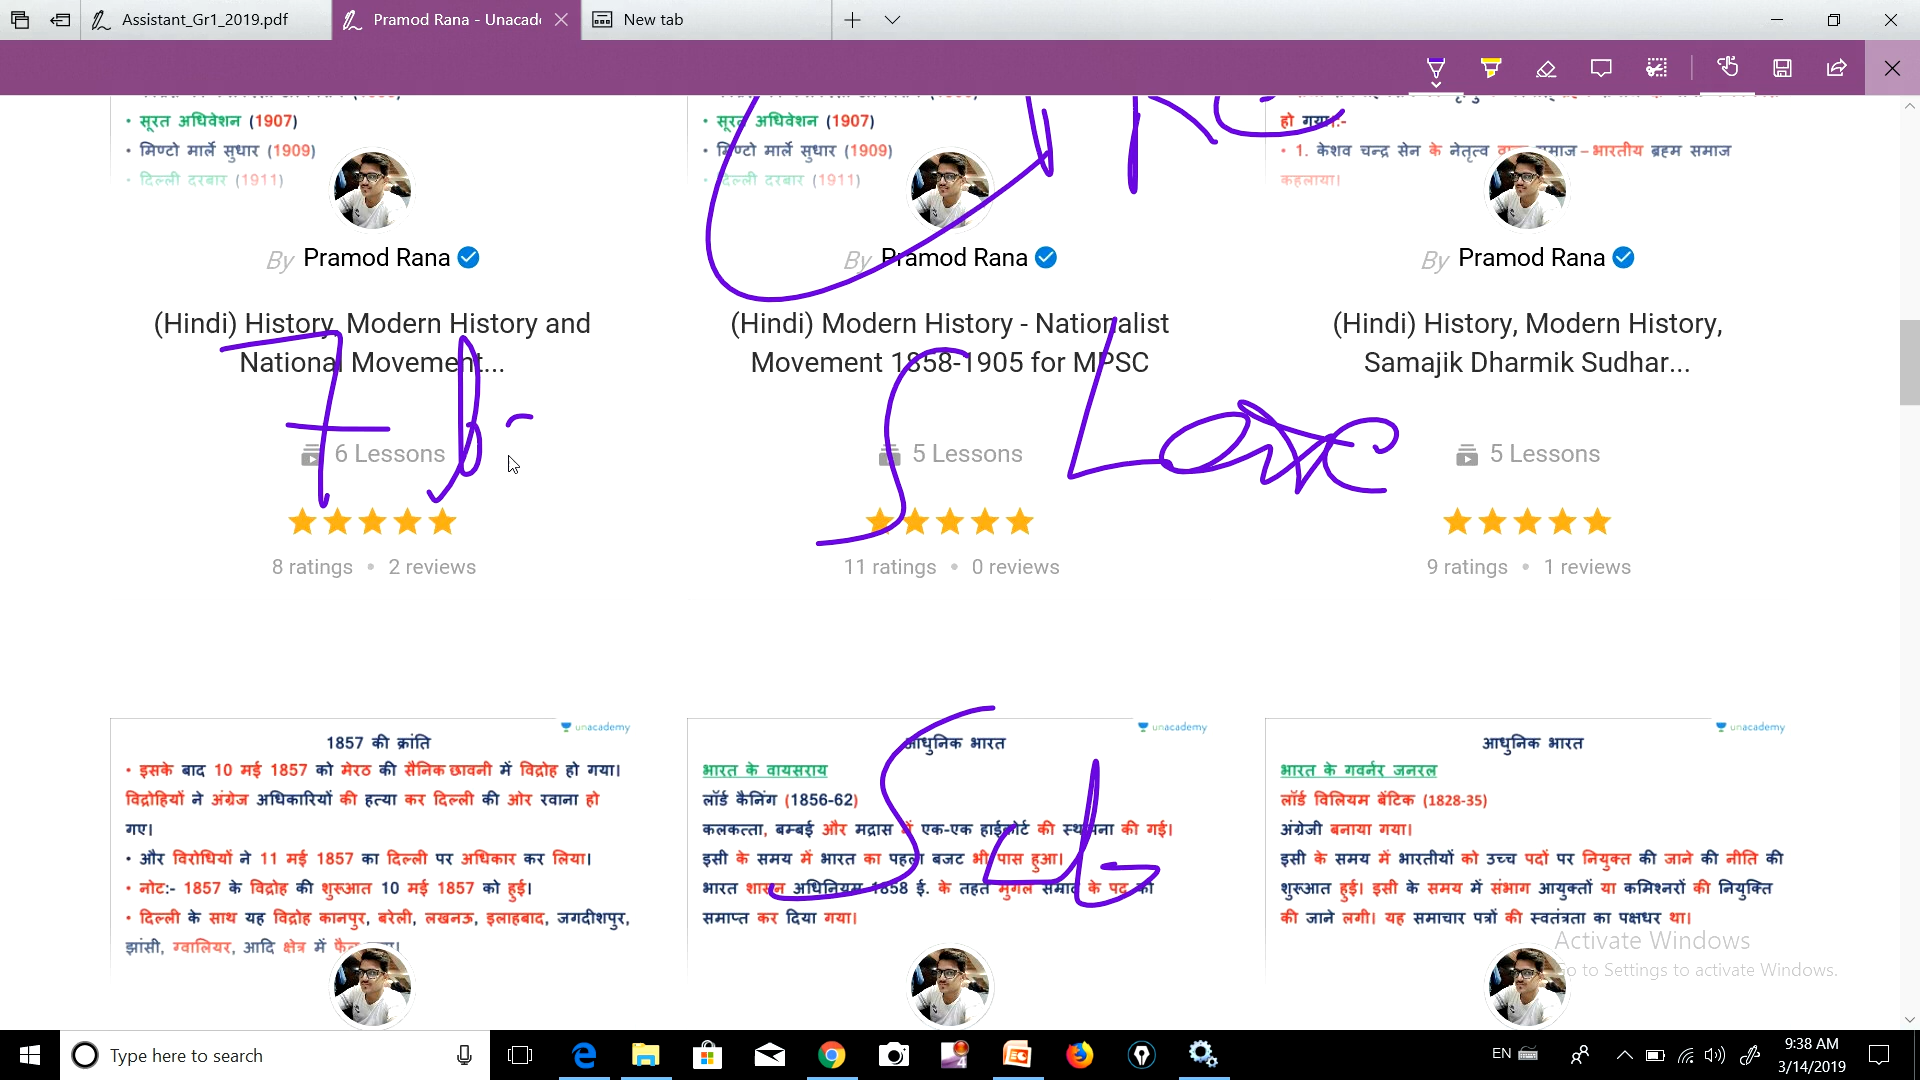 Assistant_Gr1_2019.pdf
Pramod Rana - Unacade
New tab
• सूरत अधिवेशन (1907)
• मिण्टो मार्ले सुधार (1909)
• दिल्ली दरबार (1911)
By Pramod Rana
(Hindi) History, Modern History and
National Movement...
6 Lessons
8 ratings • 2 reviews
• सूरत अधिवेशन (1907)
• मिण्टो मार्ले सुधार (1909)
• दिल्ली दरबार (1911)
By Pramod Rana
(Hindi) Modern History - Nationalist
Movement 1858-1905 for MPSC
5 Lessons
11 ratings • 0 reviews
हो गया:-
• 1. केशव चन्द्र सेन के नेतृत्व समाज – भारतीय ब्रहम समाज
कहलाया।
By Pramod Rana
(Hindi) History, Modern History,
Samajik Dharmik Sudhar...
5 Lessons
9 ratings • 1 reviews
unacademy
1857 की क्रांति
• इसके बाद 10 मई 1857 को मेरठ की सैनिक छावनी में विद्रोह हो गया।
विद्रोहियों ने अंग्रेज अधिकारियों की हत्या कर दिल्ली की ओर रवाना हो
गए।
• और विरोधियों ने 11 मई 1857 का दिल्ली पर अधिकार कर लिया।
• नोट:- 1857 के विद्रोह की शुरुआत 10 मई 1857 को हुई।
• दिल्ली के साथ यह विद्रोह कानपुर, बरेली, लखनऊ, इलाहबाद, जगदीशपुर,
झांसी, ग्वालियर, आदि क्षेत्र में
unacademy
आधुनिक भारत
भारत के वायसराय
लॉर्ड कैनिंग (1856-62)
कलकत्ता, बम्बई और मद्रास में एक-एक हाईकोर्ट की स्थापना की गई।
इसी के समय में भारत का पहला बजट भी पास हुआ।
भारत शासन अधिनियम 1858 ई. के तहत मुगल सम्राट के पद को
समाप्त कर दिया गया।
unacademy
आधुनिक भारत
भारत के गवर्नर जनरल
लॉर्ड विलियम बेंटिक (1828-35)
अंग्रेजी बनाया गया।
इसी के समय में भारतीयों को उच्च पदों पर नियुक्त की जाने की नीति की
शुरुआत हुई। इसी के समय में संभाग आयुक्तों या कमिश्नरों की नियुक्ति
की जाने लगी। यह समाचार पत्रों की स्वतंत्रता का पक्षधर था।
Activate Windows
Go to Settings to activate Windows.
Type here to search
EN
9:38 AM
3/14/2019